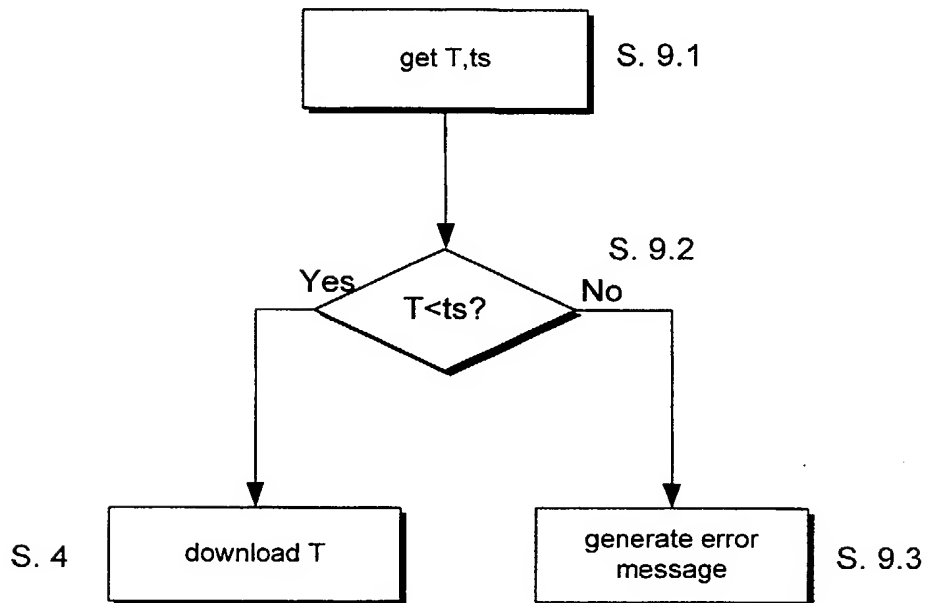 get T,ts
S. 9.1
S. 9.2
Yes
T<ts?
No
S. 4
download T
generate error
message
S. 9.3